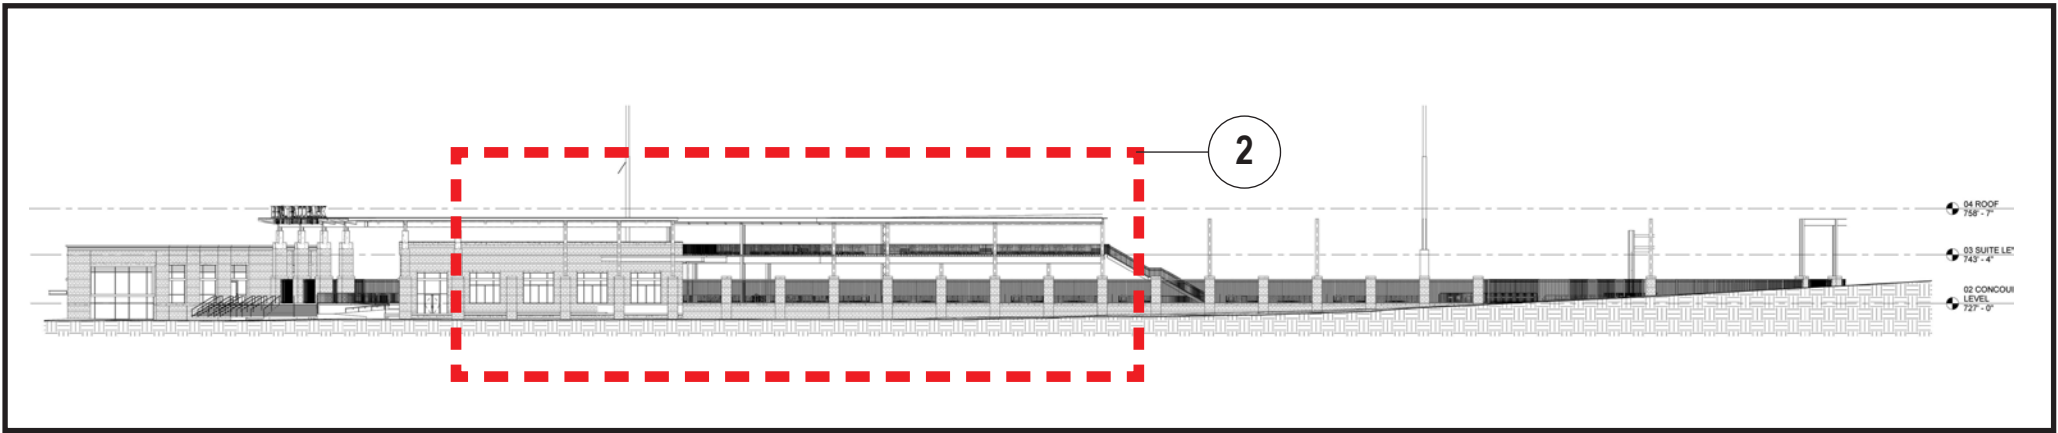 2
04 ROOF
758' - 7"
03 SUITE LE
743' - 4"
02 CONCOU
LEVEL
727' - 0"